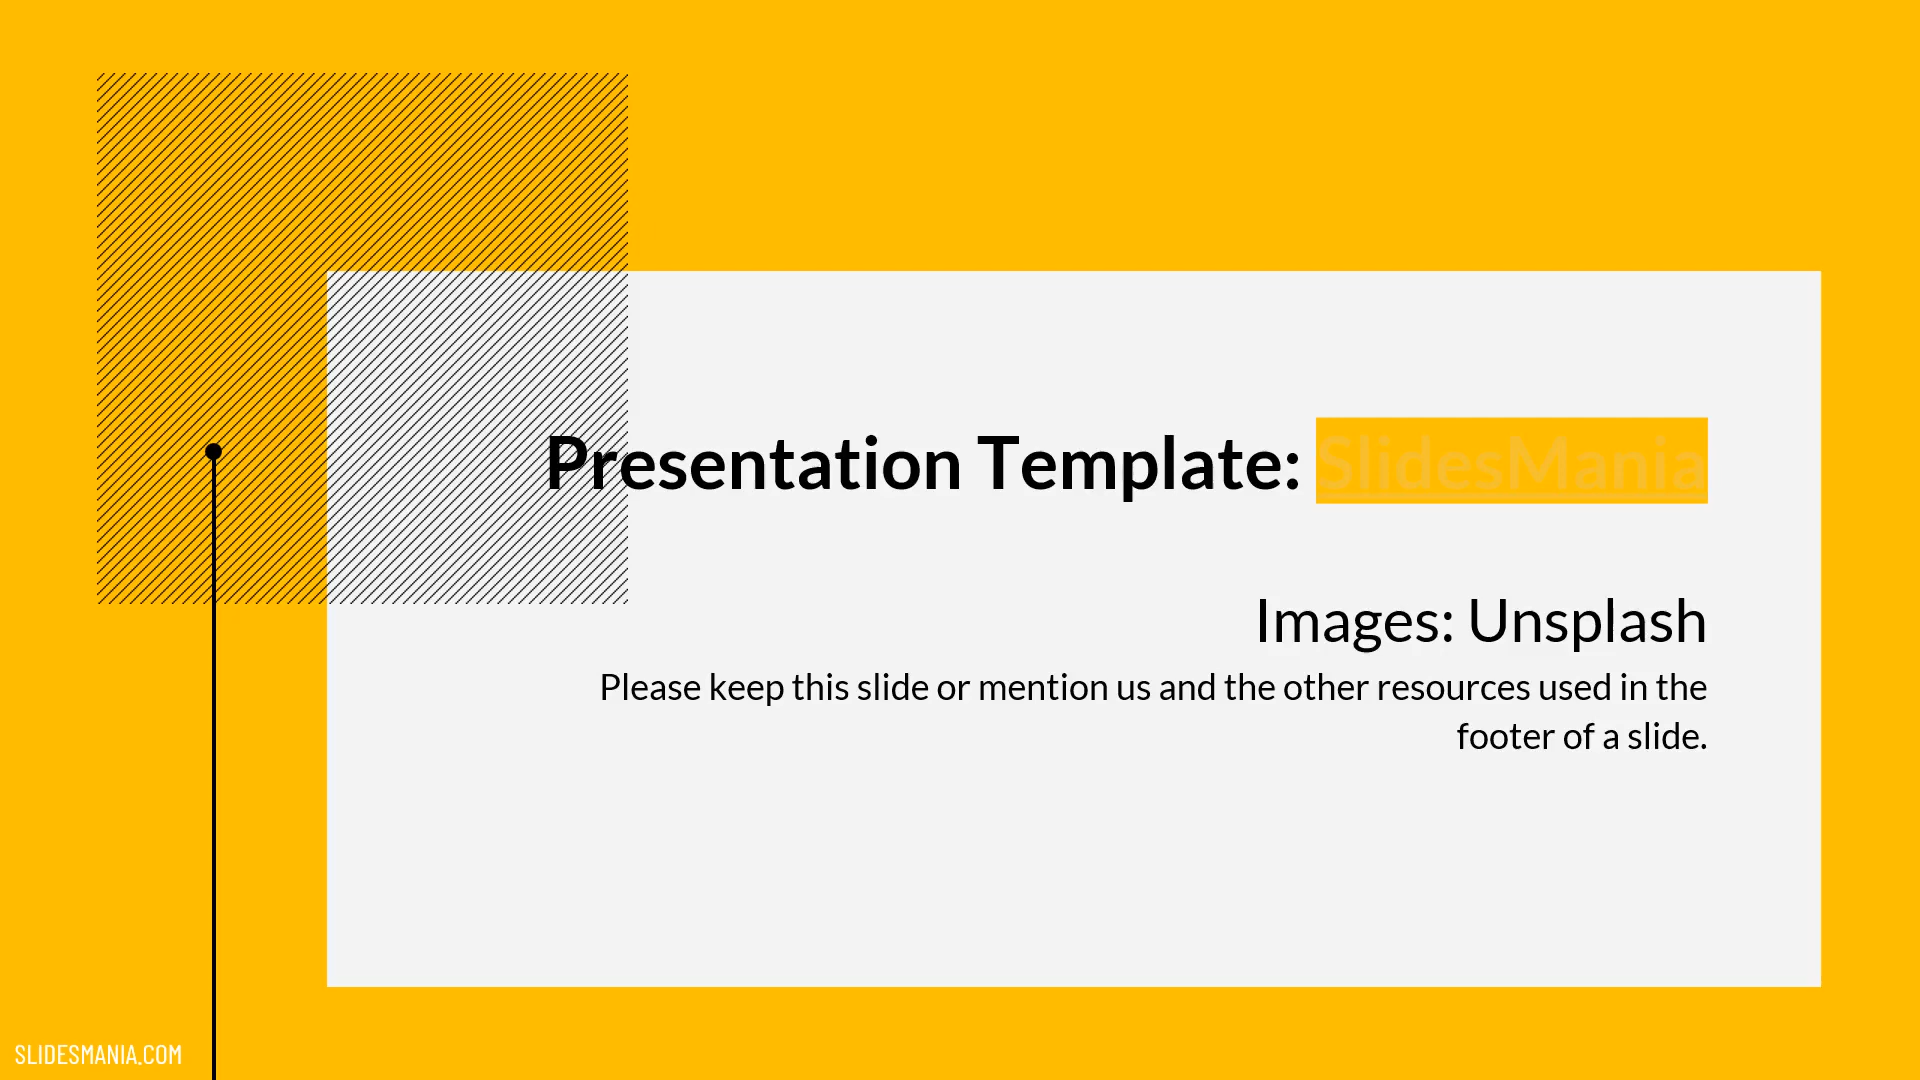 Presentation Template: SlidesMania
Images: Unsplash
Please keep this slide or mention us and the other resources used in the
footer of a slide.
SLIDESMANIA.COM